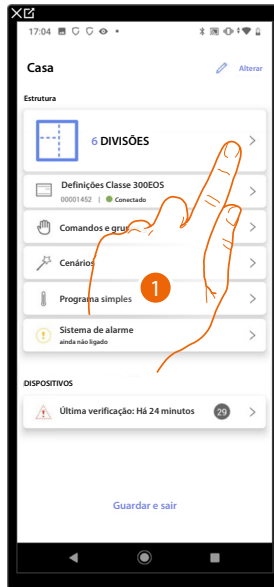 17:04
Casa
Alterar
Estrutura
6 DIVISÕES
Definições Classe 300EOS
00001452 | Conectado
Comandos e gru
Cenários
1
Programa simples
Sistema de alarme
ainda não ligado
DISPOSITIVOS
Última verificação: Há 24 minutos 29
Guardar e sair